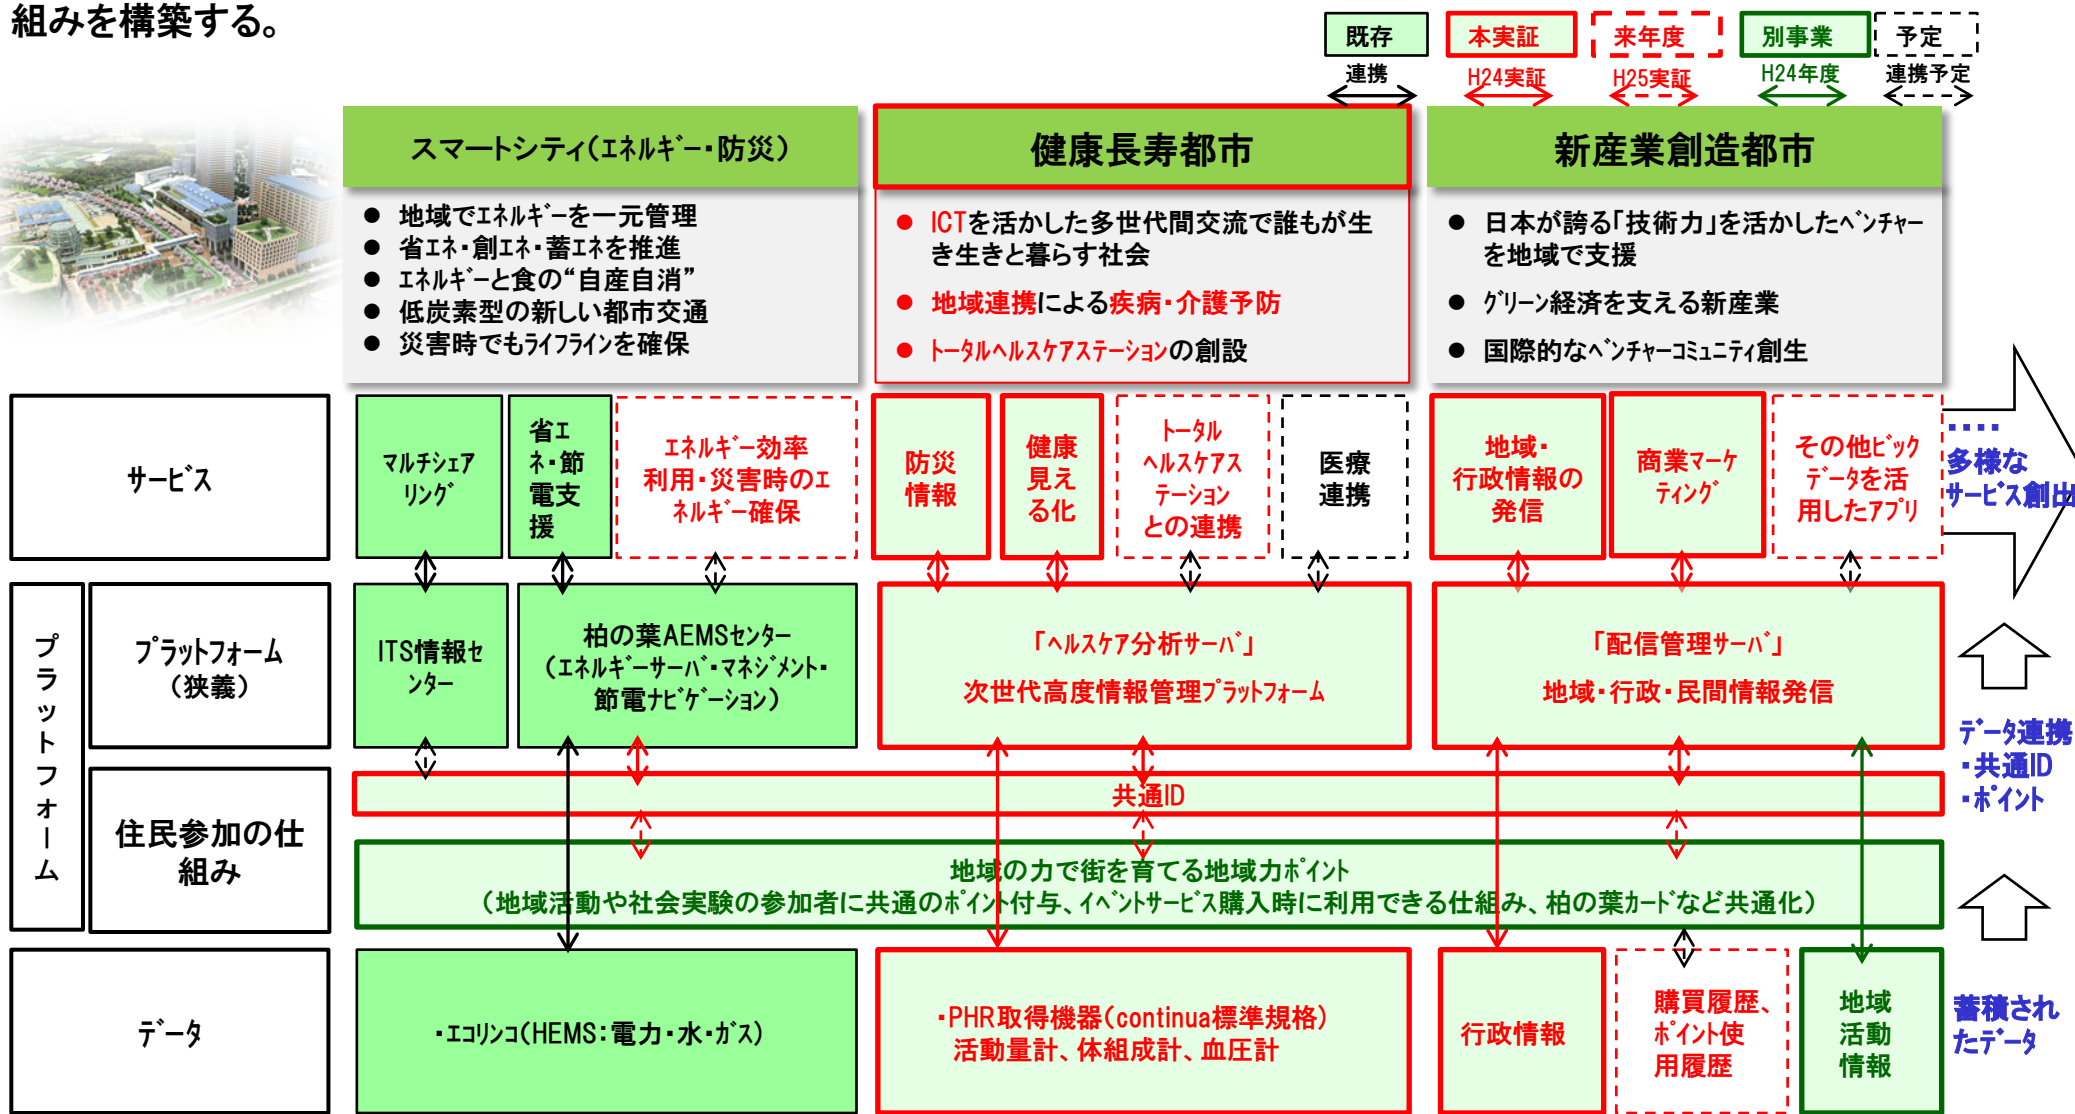 組みを構築する。
既存
本実証
来年度
別事業
予定
連携
H24実証
H25実証
H24年度
連携予定
スマートシティ(エネルギー・防災)
健康長寿都市
新産業創造都市
● 地域でエネルギーを一元管理
● 省エネ・創エネ・蓄エネを推進
● エネルギーと食の“自産自消”
● 低炭素型の新しい都市交通
● 災害時でもライフラインを確保
● ICTを活かした多世代間交流で誰もが生
き生きと暮らす社会
● 地域連携による疾病・介護予防
● トータルヘルスケアステーションの創設
● 日本が誇る「技術力」を活かしたベンチャー
を地域で支援
● グリーン経済を支える新産業
● 国際的なベンチャーコミュニティ創生
サービス
マルチシェア
リング
省エ
ネ・節
電支
援
エネルギー効率
利用・災害時のエ
ネルギー確保
防災
情報
健康
見え
る化
トータル
ヘルスケアス
テーション
との連携
医療
連携
地域・
行政情報の
発信
商業マーケ
ティング
その他ビック
データを活
用したアプリ
・・・・
多様な
サービス創出
プラットフォーム
プラットフォーム
(狭義)
ITS情報セ
ンター
柏の葉AEMSセンター
(エネルギーサーバ・マネジメント・
節電ナビゲーション)
「ヘルスケア分析サーバ」
次世代高度情報管理プラットフォーム
「配信管理サーバ」
地域・行政・民間情報発信
データ連携
・共通ID
・ポイント
住民参加の仕
組み
共通ID
地域の力で街を育てる地域力ポイント
(地域活動や社会実験の参加者に共通のポイント付与、イベントサービス購入時に利用できる仕組み、柏の葉カードなど共通化)
データ
・エコリンコ(HEMS:電力・水・ガス)
・PHR取得機器(continua標準規格)
活動量計、体組成計、血圧計
行政情報
購買履歴、
ポイント使
用履歴
地域
活動
情報
蓄積され
たデータ